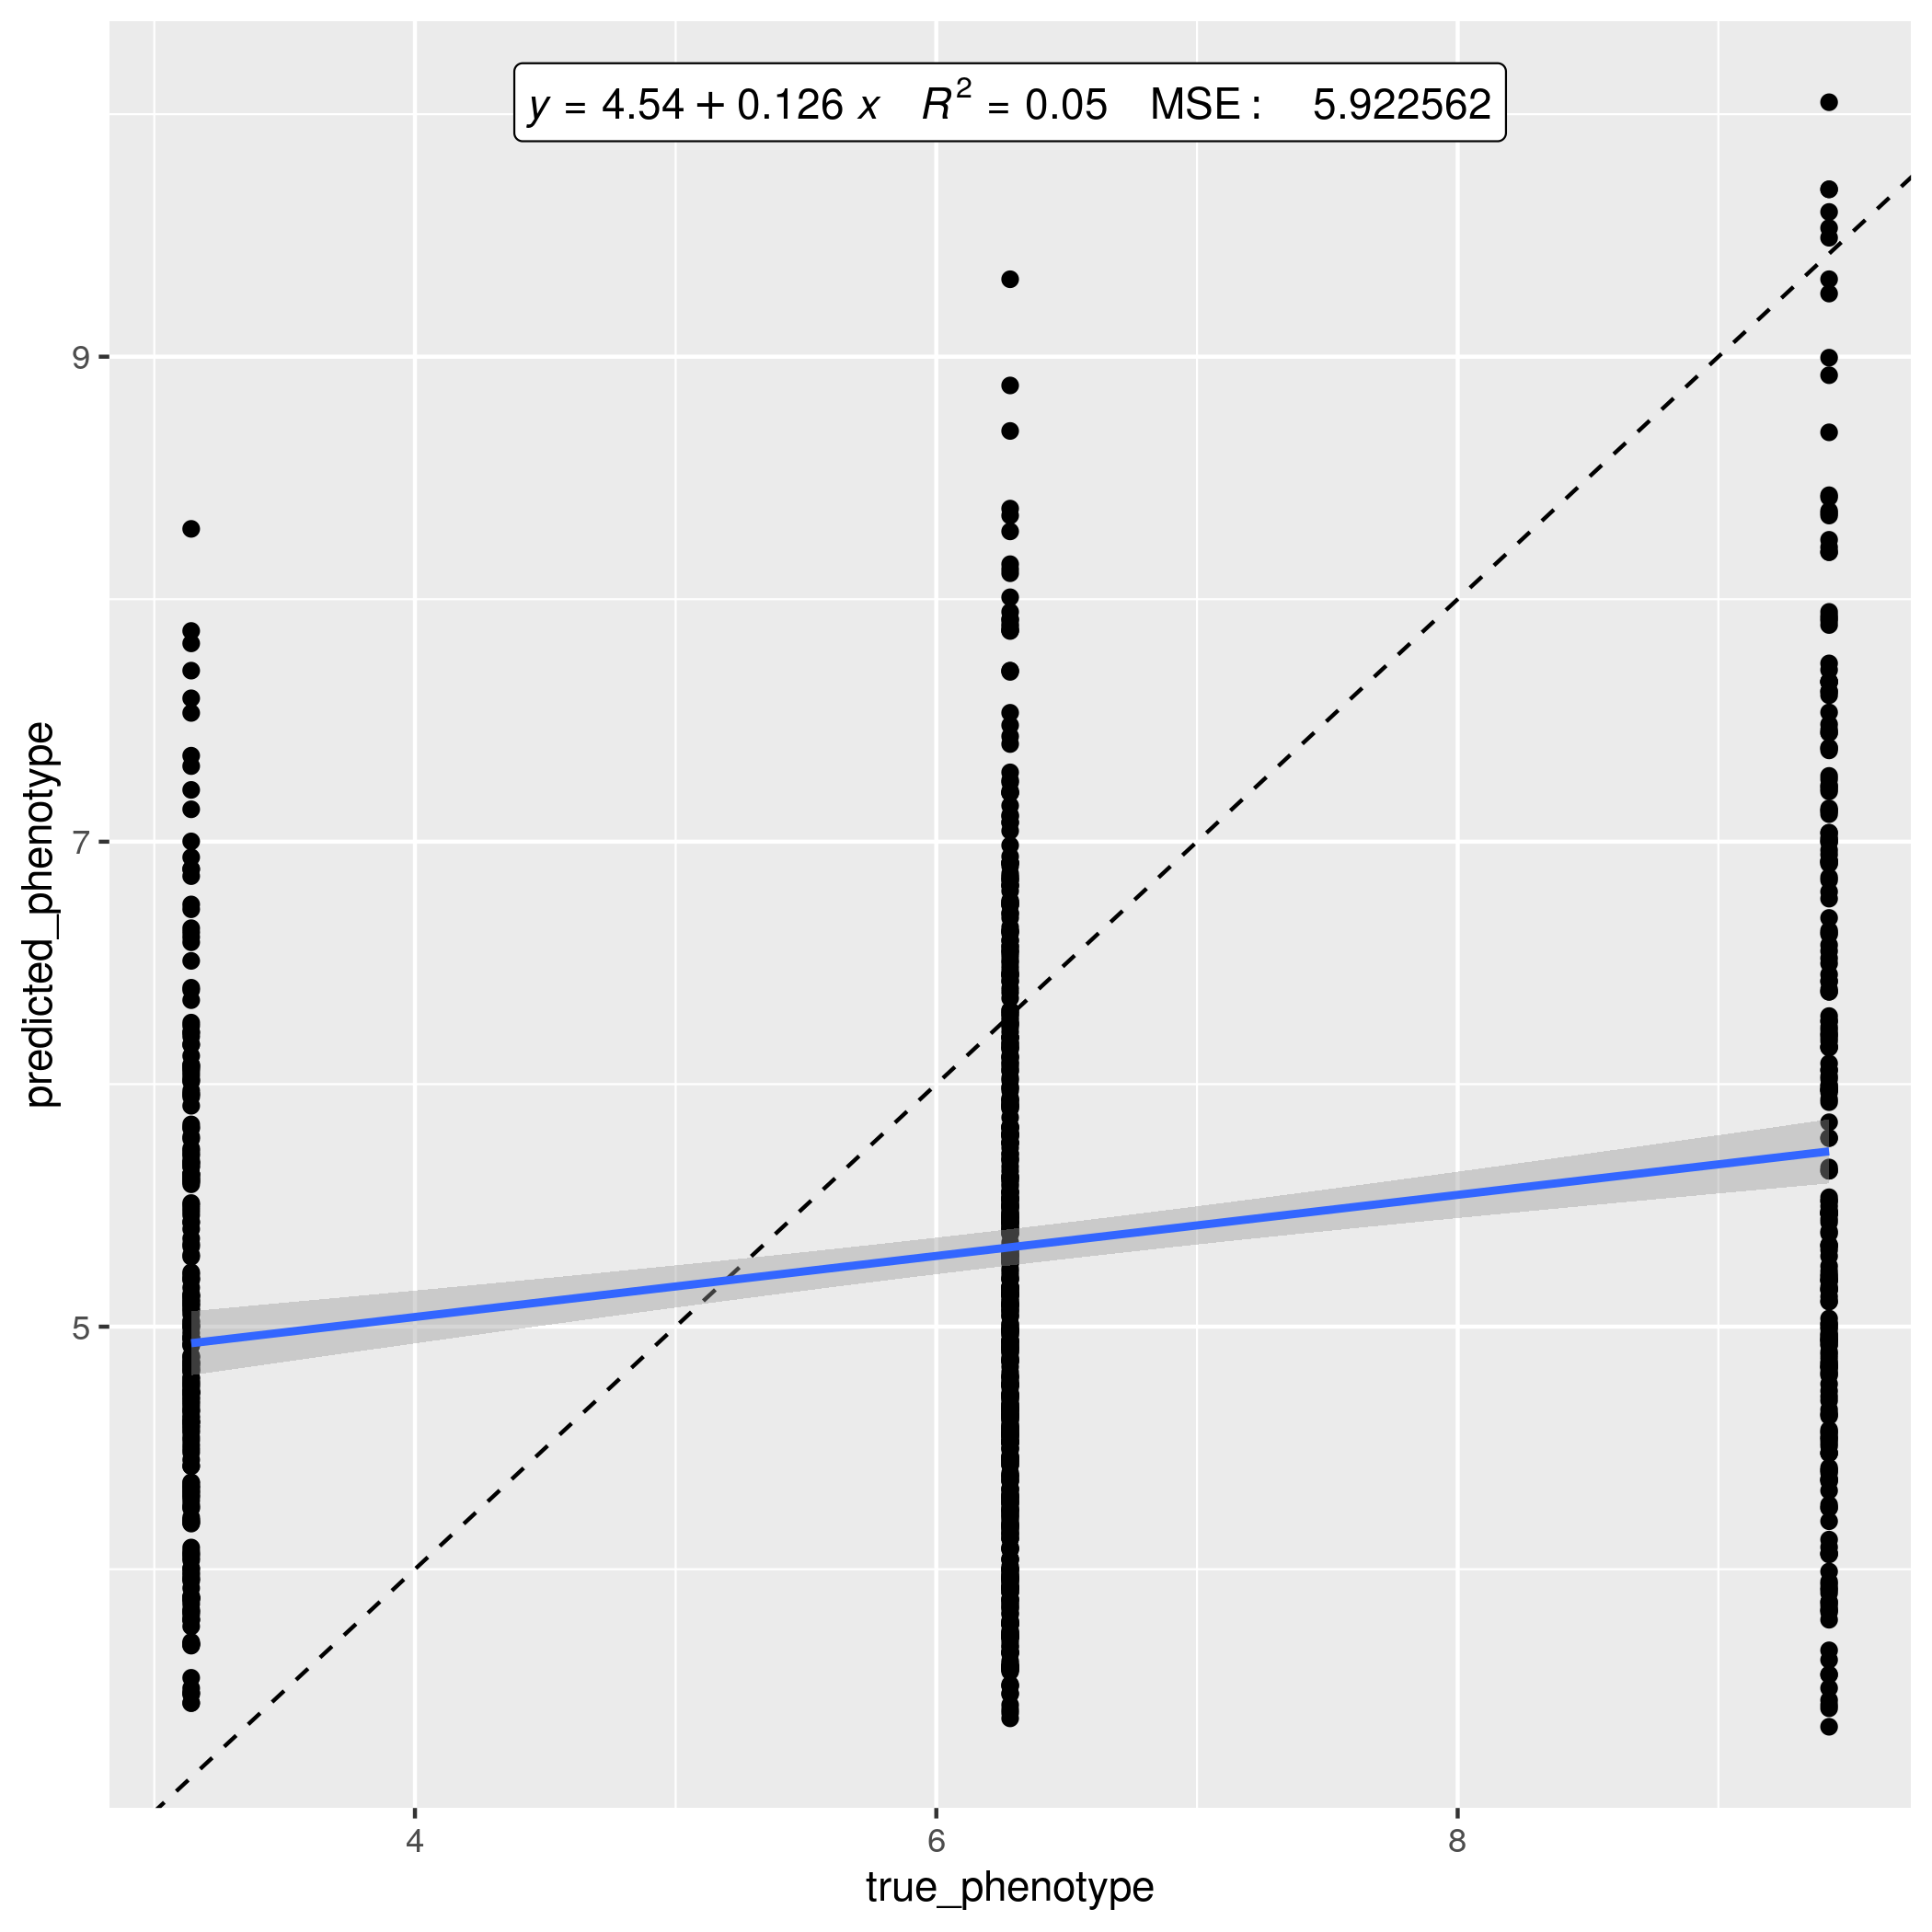 y = 4.54 + 0.126 x R² = 0.05 MSE : 5.922562
9
7
5
predicted_phenotype
4 6 8
true_phenotype